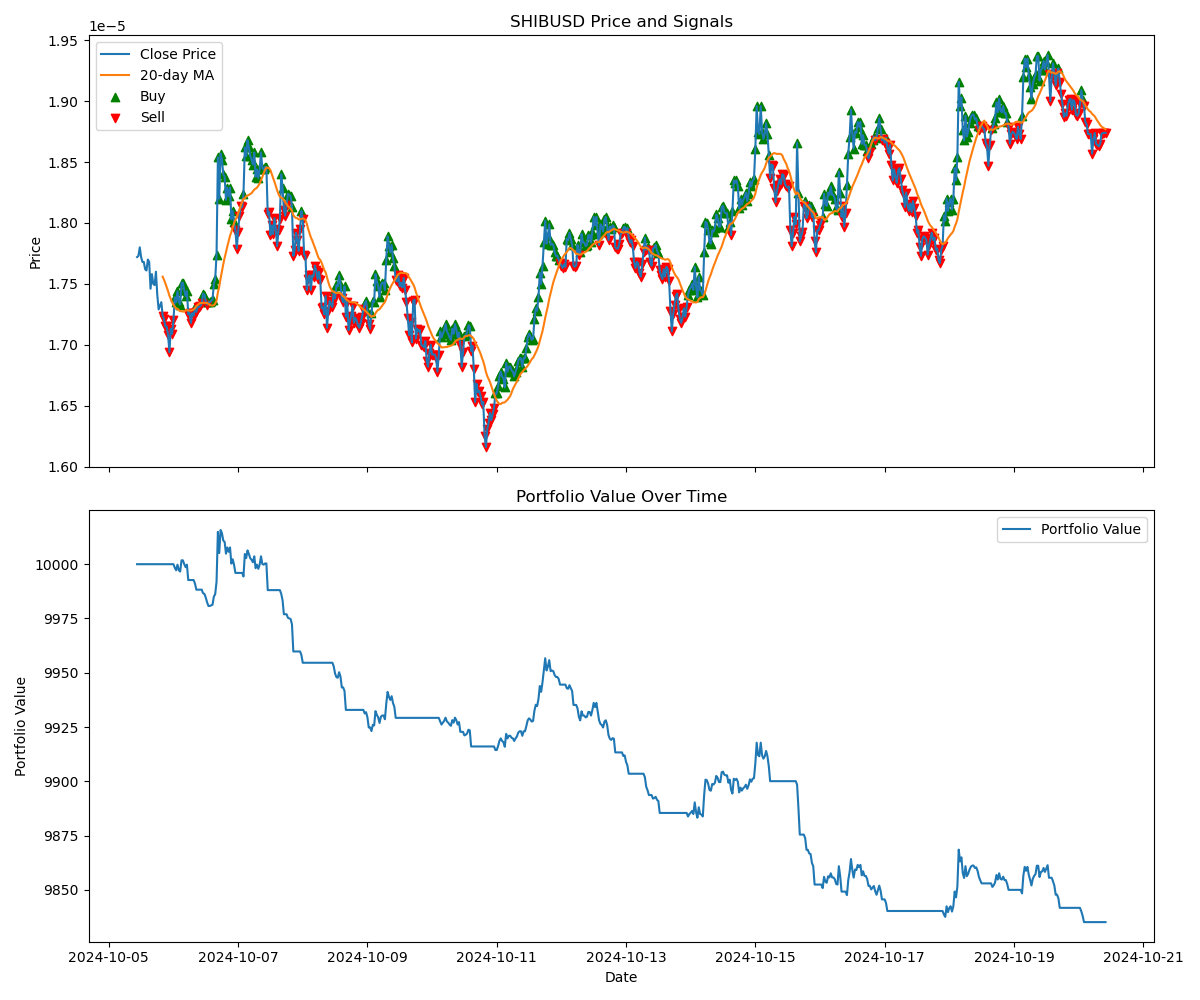 SHIBUSD Price and Signals
1e−5
1.95
1.90
1.85
1.80
1.75
1.70
1.65
1.60
Price
Close Price
20-day MA
Buy
Sell
Portfolio Value Over Time
Portfolio Value
10000
9975
9950
9925
9900
9875
9850
Portfolio Value
2024-10-05 2024-10-07 2024-10-09 2024-10-11 2024-10-13 2024-10-15 2024-10-17 2024-10-19 2024-10-21
Date